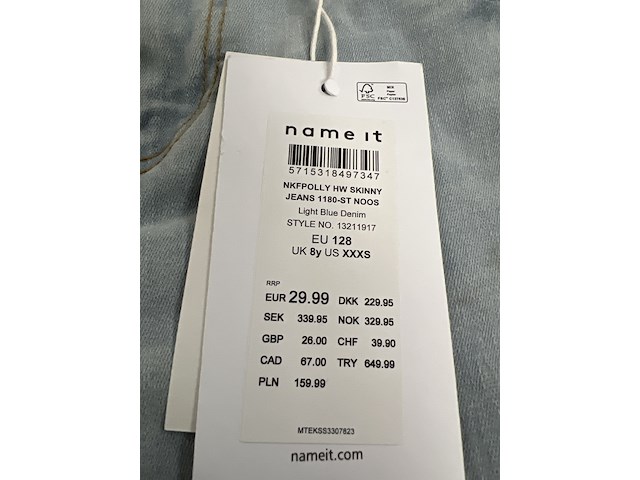 FSC
MIX
name it
5715318497347
NKFPOLLY HW SKINNY
JEANS 1180-ST NOOS
Light Blue Denim
STYLE NO. 13211917
EU 128
UK 8y US XXXS
RRP
EUR 29.99 DKK 229.95
SEK 339.95 NOK 329.95
GBP 26.00 CHF 39.90
CAD 67.00 TRY 649.99
PLN 159.99
MTEKSS3307823
nameit.com